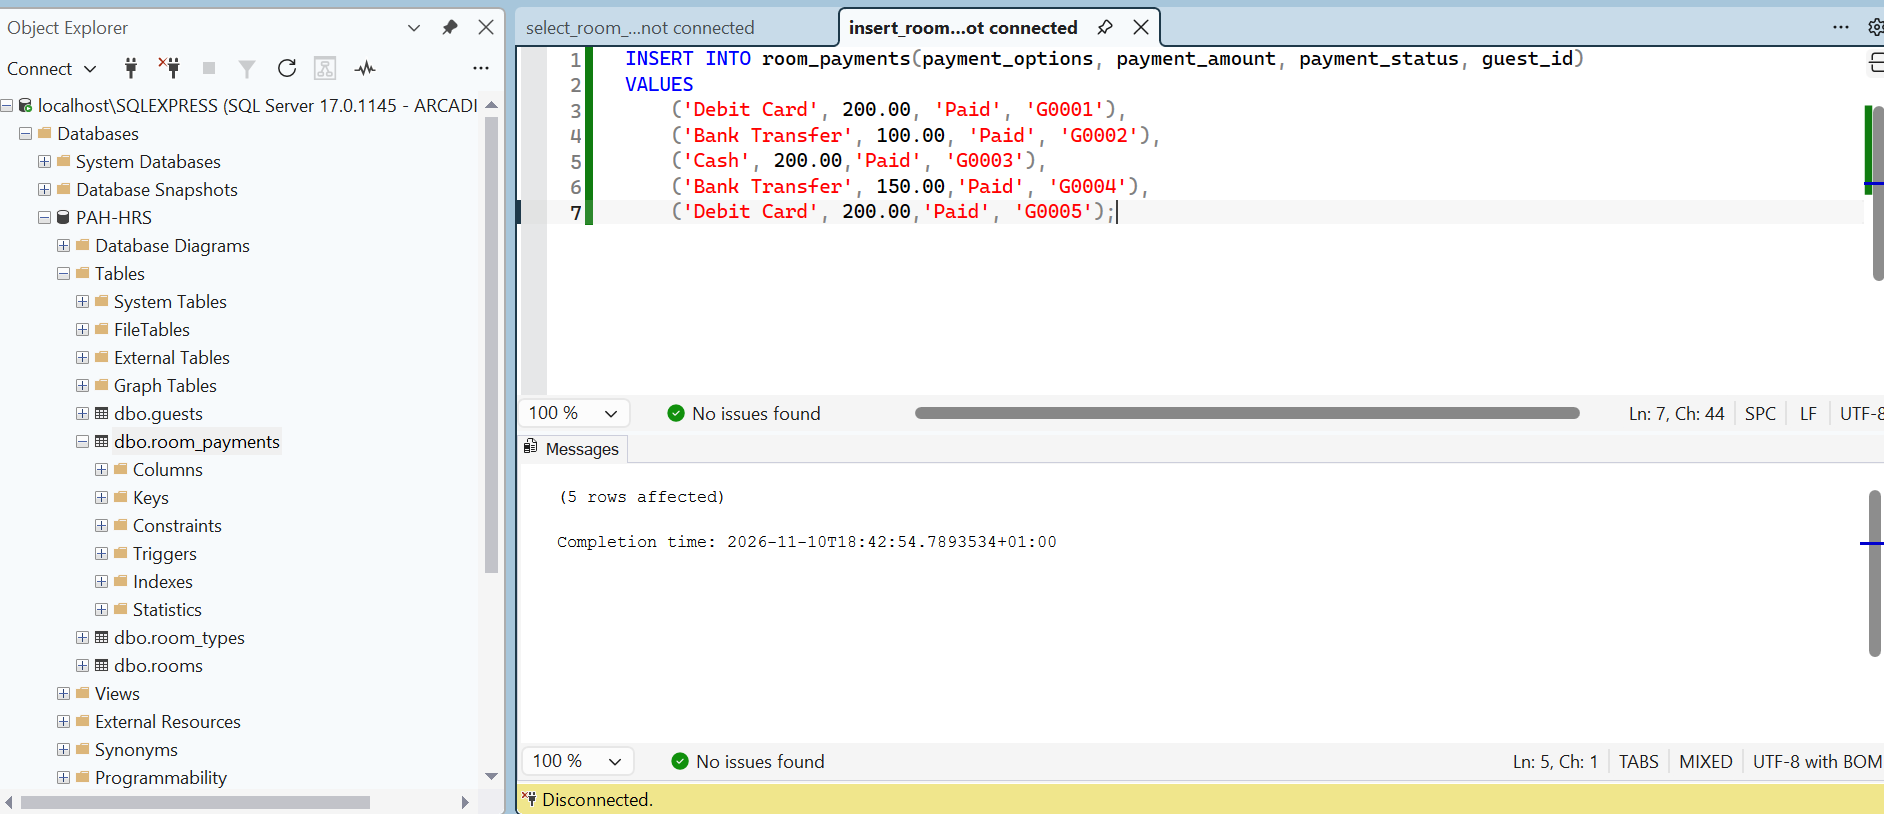 Object Explorer
Connect
localhost\SQLEXPRESS (SQL Server 17.0.1145 - ARCADI
Databases
System Databases
Database Snapshots
PAH-HRS
Database Diagrams
Tables
System Tables
FileTables
External Tables
Graph Tables
dbo.guests
dbo.room_payments
Columns
Keys
Constraints
Triggers
Indexes
Statistics
dbo.room_types
dbo.rooms
Views
External Resources
Synonyms
Programmability
select_room_...not connected
insert_room...ot connected
1 INSERT INTO room_payments(payment_options, payment_amount, payment_status, guest_id)
2 VALUES
3 ('Debit Card', 200.00, 'Paid', 'G0001'),
4 ('Bank Transfer', 100.00, 'Paid', 'G0002'),
5 ('Cash', 200.00,'Paid', 'G0003'),
6 ('Bank Transfer', 150.00,'Paid', 'G0004'),
7 ('Debit Card', 200.00,'Paid', 'G0005');
100 % No issues found Ln: 7, Ch: 44 SPC LF UTF-8
Messages
(5 rows affected)
Completion time: 2026-11-10T18:42:54.7893534+01:00
100 % No issues found Ln: 5, Ch: 1 TABS MIXED UTF-8 with BOM
Disconnected.